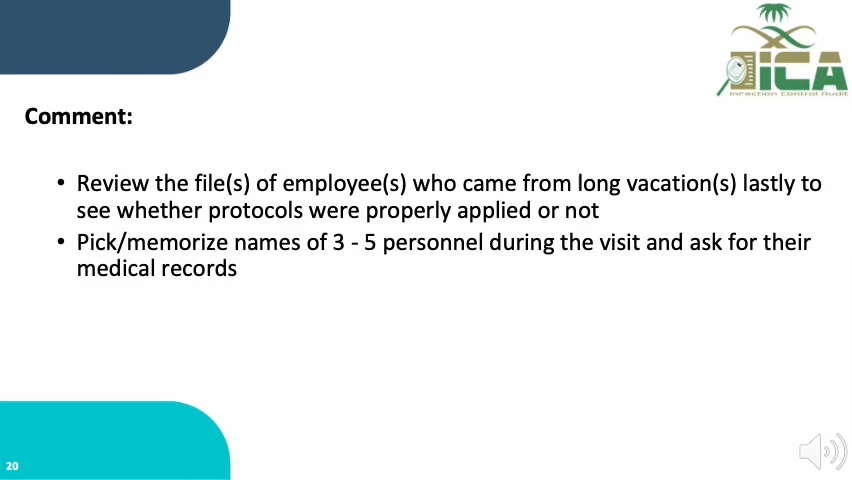 iCA
Infection Control Audit
Comment:
• Review the file(s) of employee(s) who came from long vacation(s) lastly to
see whether protocols were properly applied or not
• Pick/memorize names of 3 - 5 personnel during the visit and ask for their
medical records
20